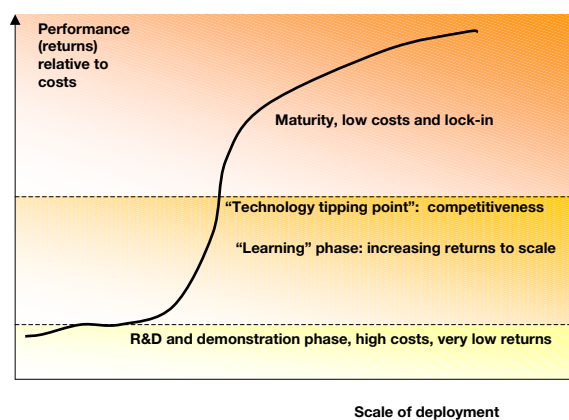 Performance
(returns)
relative to
costs
Maturity, low costs and lock-in
“Technology tipping point”: competitiveness
“Learning” phase: increasing returns to scale
R&D and demonstration phase, high costs, very low returns
Scale of deployment